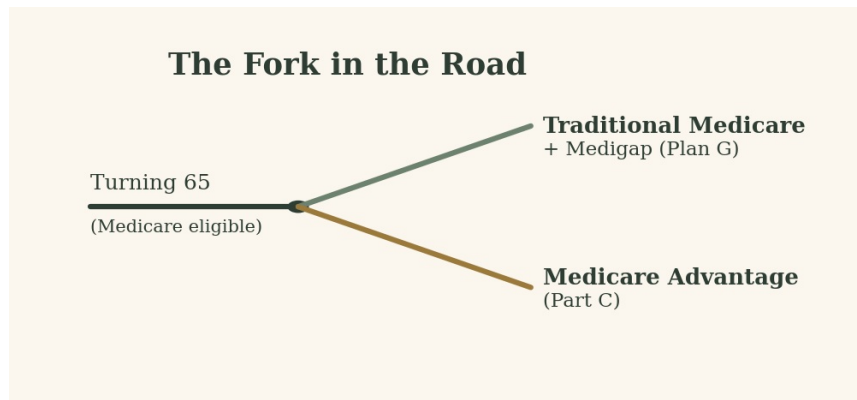 The Fork in the Road
Turning 65
(Medicare eligible)
Traditional Medicare
+ Medigap (Plan G)
Medicare Advantage
(Part C)